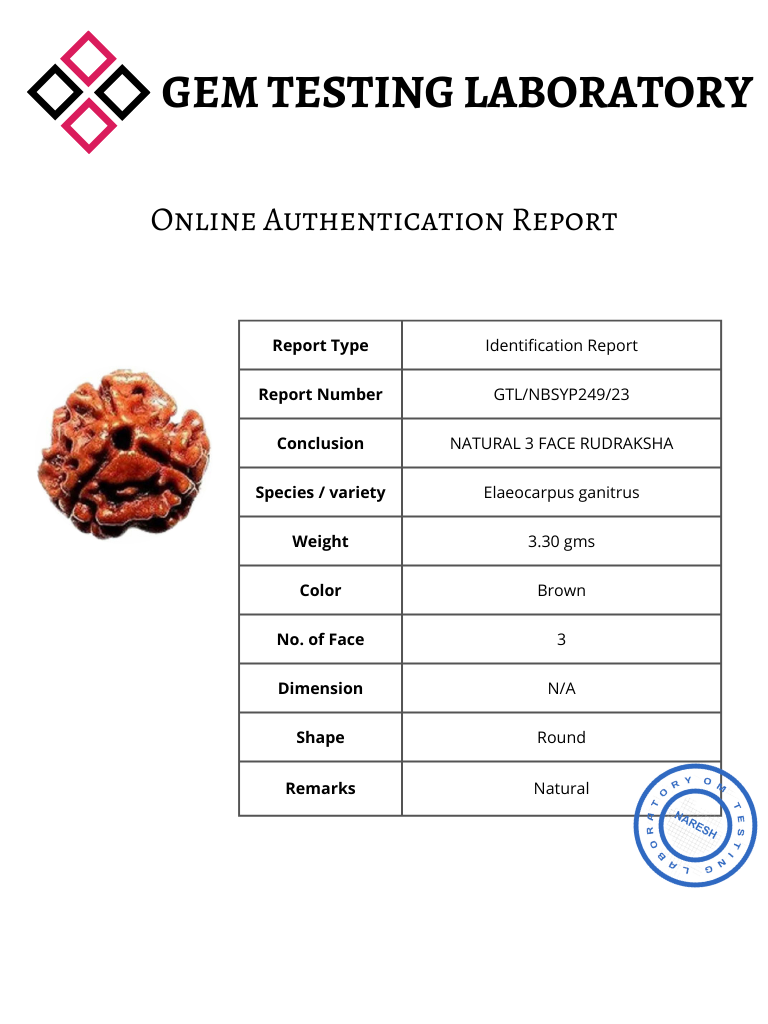 GEM TESTING LABORATORY
Online Authentication Report
Report Type Identification Report
Report Number GTL/NBSYP249/23
Conclusion NATURAL 3 FACE RUDRAKSHA
Species / variety Elaeocarpus ganitrus
Weight 3.30 gms
Color Brown
No. of Face 3
Dimension N/A
Shape Round
Remarks Natural
OM TESTING LABORATORY
NARESH